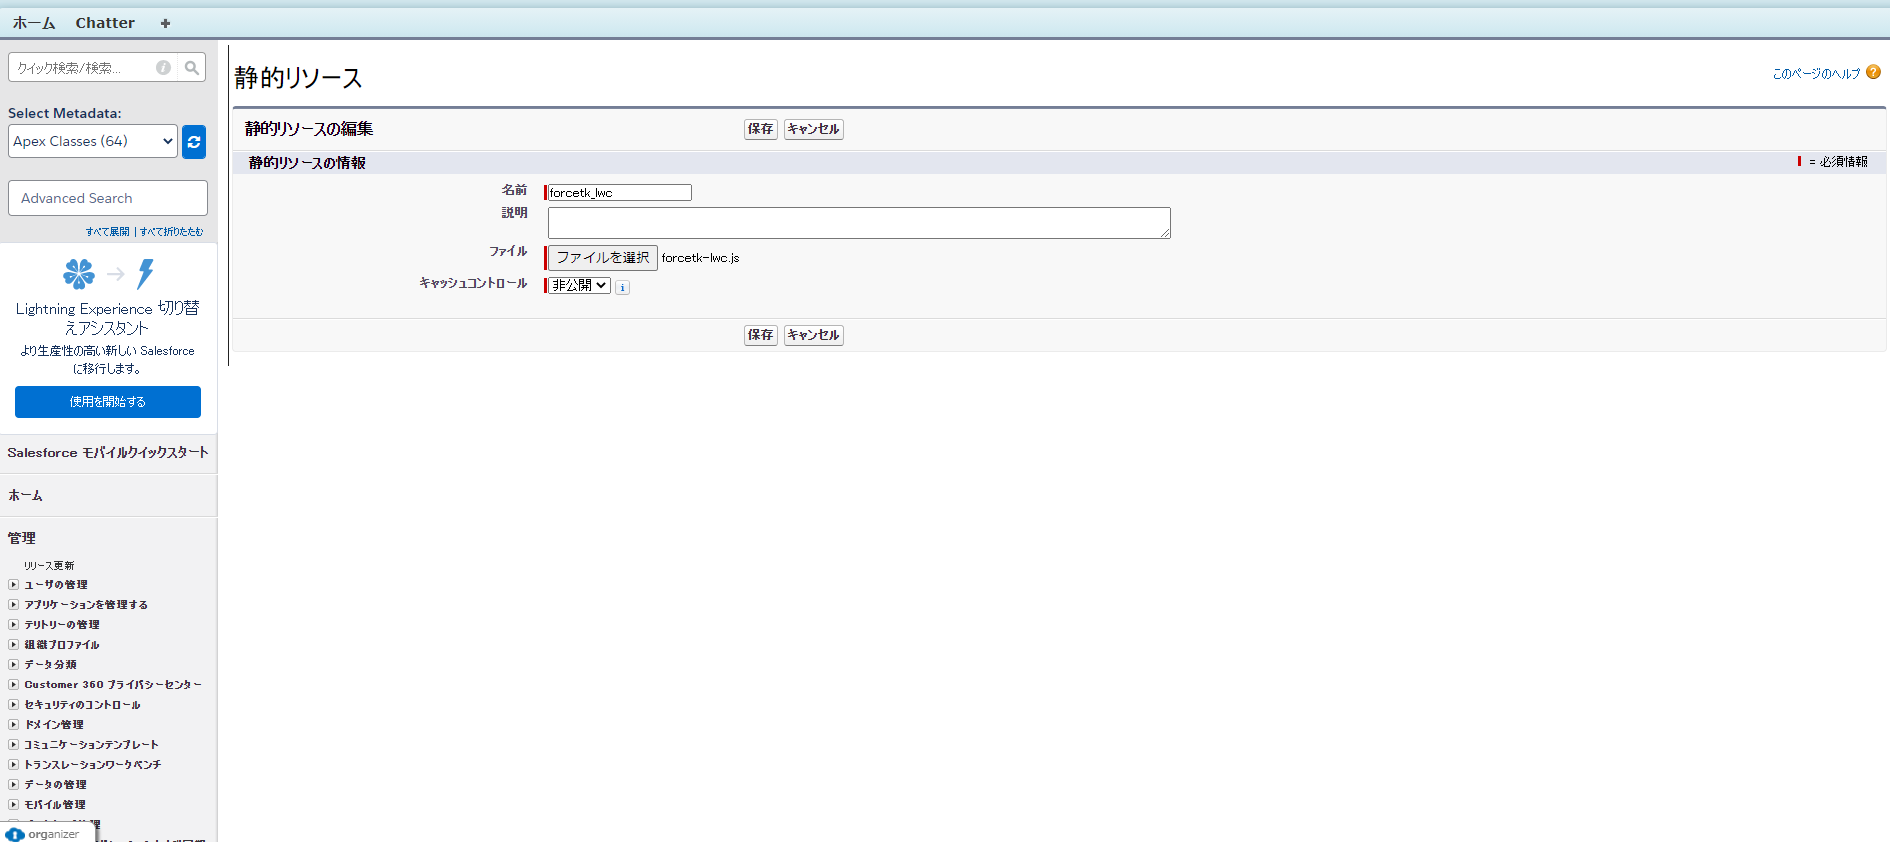 ホーム Chatter +
クイック検索/検索...
Select Metadata:
Apex Classes (64)
Advanced Search
すべて展開 | すべて折りたたむ
Lightning Experience 切り替
えアシスタント
より生産性の高い新しい Salesforce
に移行します。
使用を開始する
Salesforce モバイルクイックスタート
ホーム
管理
リリース更新
ユーザの管理
アプリケーションを管理する
テリトリーの管理
組織プロファイル
データ分類
Customer 360 プライバシーセンター
セキュリティのコントロール
ドメイン管理
コミュニケーションテンプレート
トランスレーションワークベンチ
データの管理
モバイル管理
organizer
静的リソース
このページのヘルプ ?
静的リソースの編集 保存 キャンセル
静的リソースの情報 = 必須情報
名前 forcetk_lwc
説明
ファイル ファイルを選択 forcetk-lwc.js
キャッシュコントロール 非公開 i
保存 キャンセル